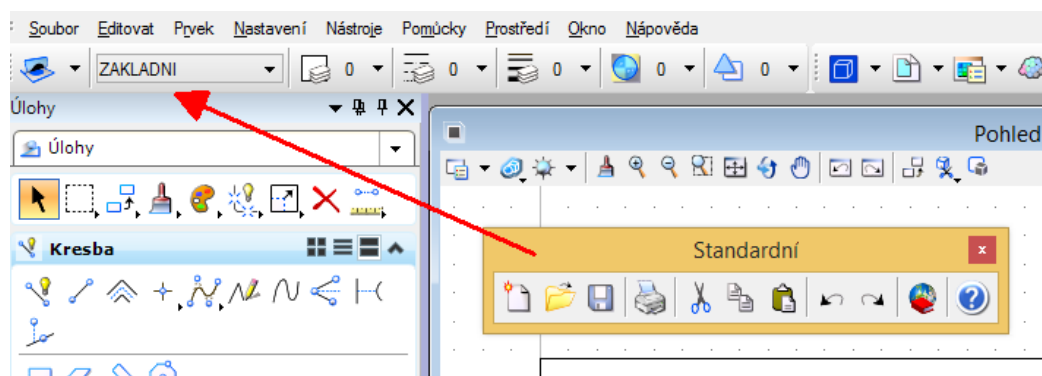 Soubor Editovat Prvek Nastavení Nástroje Pomůcky Prostředí Okno Nápověda
ZAKLADNI 0 0 0 0 0
Úlohy
Úlohy
Pohled
Standardní
Kresba